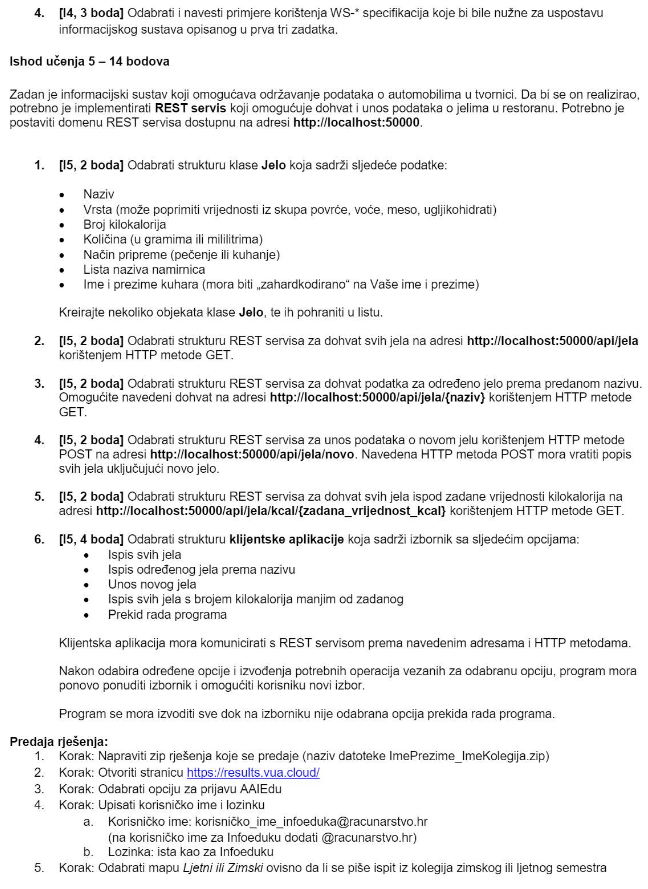 4. [I4, 3 boda] Odabrati i navesti primjere korištenja WS-* specifikacija koje bi bile nužne za uspostavu
informacijskog sustava opisanog u prva tri zadatka.
Ishod učenja 5 – 14 bodova
Zadan je informacijski sustav koji omogućava održavanje podataka o automobilima u tvornici. Da bi se on realizirao,
potrebno je implementirati REST servis koji omogućuje dohvat i unos podataka o jelima u restoranu. Potrebno je
postaviti domenu REST servisa dostupnu na adresi http://localhost:50000.
1. [I5, 2 boda] Odabrati strukturu klase Jelo koja sadrži sljedeće podatke:
• Naziv
• Vrsta (može poprimiti vrijednosti iz skupa povrće, voće, meso, ugljikohidrati)
• Broj kilokalorija
• Količina (u gramima ili mililitrima)
• Način pripreme (pečenje ili kuhanje)
• Lista naziva namirnica
• Ime i prezime kuhara (mora biti „zahardkodirano“ na Vaše ime i prezime)
Kreirajte nekoliko objekata klase Jelo, te ih pohraniti u listu.
2. [I5, 2 boda] Odabrati strukturu REST servisa za dohvat svih jela na adresi http://localhost:50000/api/jela
korištenjem HTTP metode GET.
3. [I5, 2 boda] Odabrati strukturu REST servisa za dohvat podatka za određeno jelo prema predanom nazivu.
Omogućite navedeni dohvat na adresi http://localhost:50000/api/jela/{naziv} korištenjem HTTP metode
GET.
4. [I5, 2 boda] Odabrati strukturu REST servisa za unos podataka o novom jelu korištenjem HTTP metode
POST na adresi http://localhost:50000/api/jela/novo. Navedena HTTP metoda POST mora vratiti popis
svih jela uključujući novo jelo.
5. [I5, 2 boda] Odabrati strukturu REST servisa za dohvat svih jela ispod zadane vrijednosti kilokalorija na
adresi http://localhost:50000/api/jela/kcal/{zadana_vrijednost_kcal} korištenjem HTTP metode GET.
6. [I5, 4 boda] Odabrati strukturu klijentske aplikacije koja sadrži izbornik sa sljedećim opcijama:
• Ispis svih jela
• Ispis određenog jela prema nazivu
• Unos novog jela
• Ispis svih jela s brojem kilokalorija manjim od zadanog
• Prekid rada programa
Klijentska aplikacija mora komunicirati s REST servisom prema navedenim adresama i HTTP metodama.
Nakon odabira određene opcije i izvođenja potrebnih operacija vezanih za odabranu opciju, program mora
ponovo ponuditi izbornik i omogućiti korisniku novi izbor.
Program se mora izvoditi sve dok na izborniku nije odabrana opcija prekida rada programa.
Predaja rješenja:
1. Korak: Napraviti zip rješenja koje se predaje (naziv datoteke ImePrezime_ImeKolegija.zip)
2. Korak: Otvoriti stranicu https://results.vua.cloud/
3. Korak: Odabrati opciju za prijavu AAIEdu
4. Korak: Upisati korisničko ime i lozinku
a. Korisničko ime: korisničko_ime_infoeduka@racunarstvo.hr
(na korisničko ime za Infoeduku dodati @racunarstvo.hr)
b. Lozinka: ista kao za Infoeduku
5. Korak: Odabrati mapu Ljetni ili Zimski ovisno da li se piše ispit iz kolegija zimskog ili ljetnog semestra